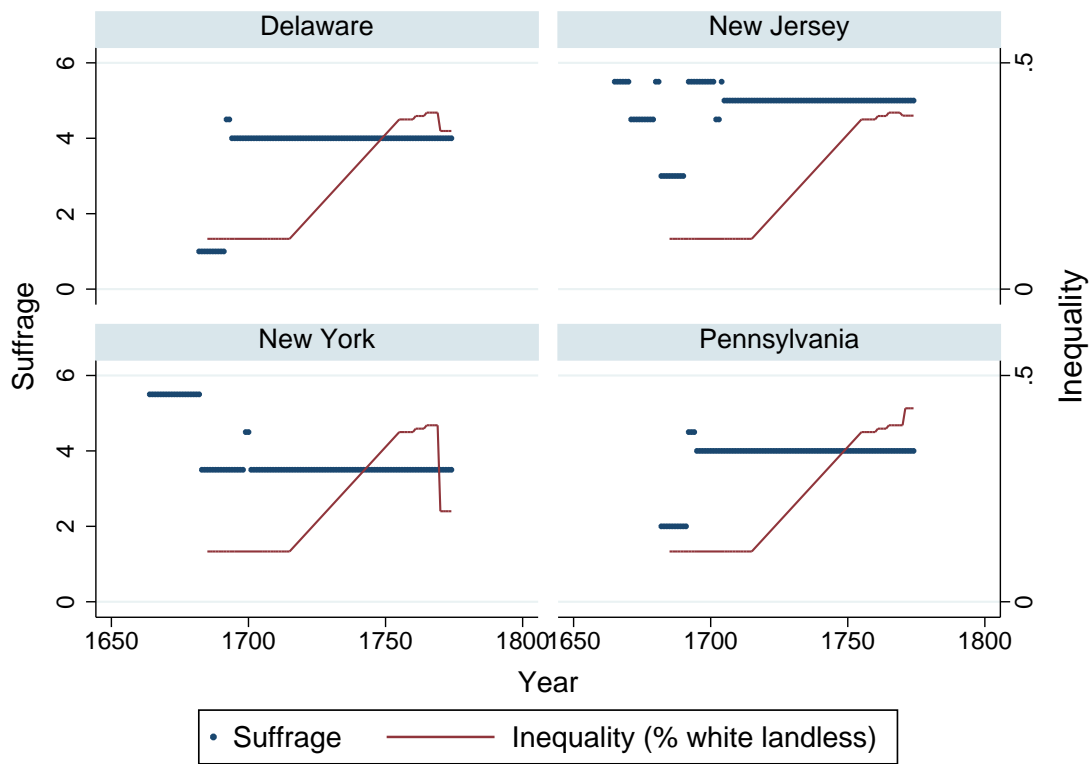 Delaware
New Jersey
6
4
2
0
.5
0
New York
Pennsylvania
6
4
2
0
.5
0
Suffrage
Inequality
1650 1700 1750 1800
1650 1700 1750 1800
Year
Suffrage
Inequality (% white landless)